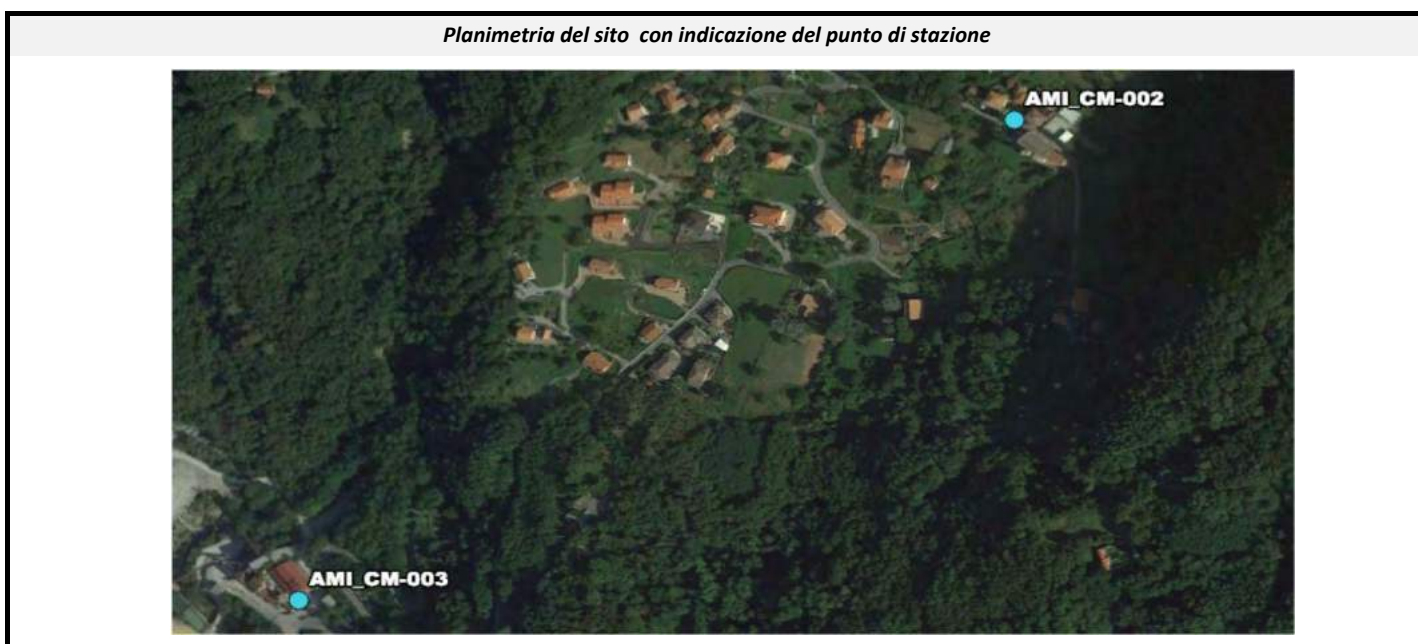 Planimetria del sito con indicazione del punto di stazione
AMI_CM-002
AMI_CM-003